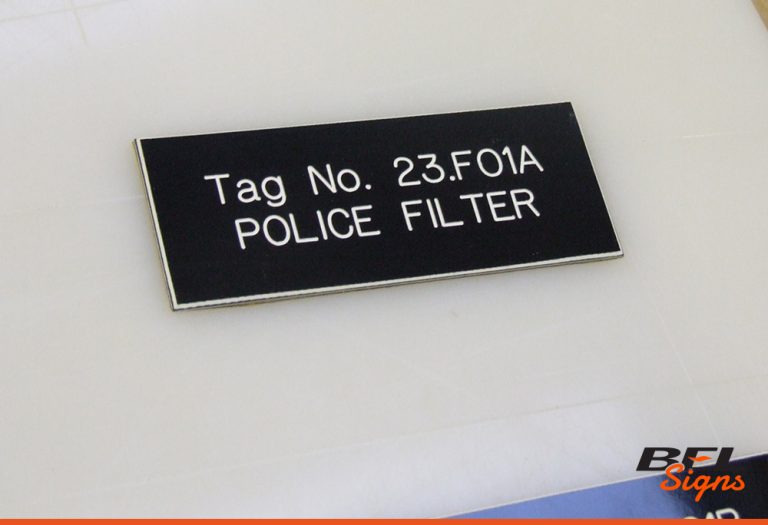 Tag No. 23.F01A
POLICE FILTER
BFL
Signs